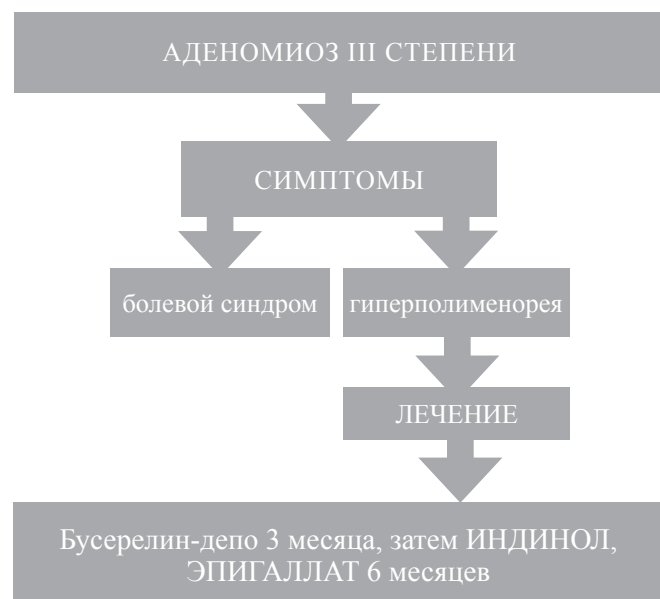 АДЕНОМИОЗ III СТЕПЕНИ
СИМПТОМЫ
болевой синдром
гиперполименорея
ЛЕЧЕНИЕ
Бусерелин-депо 3 месяца, затем ИНДИНОЛ,
ЭПИГАЛЛАТ 6 месяцев